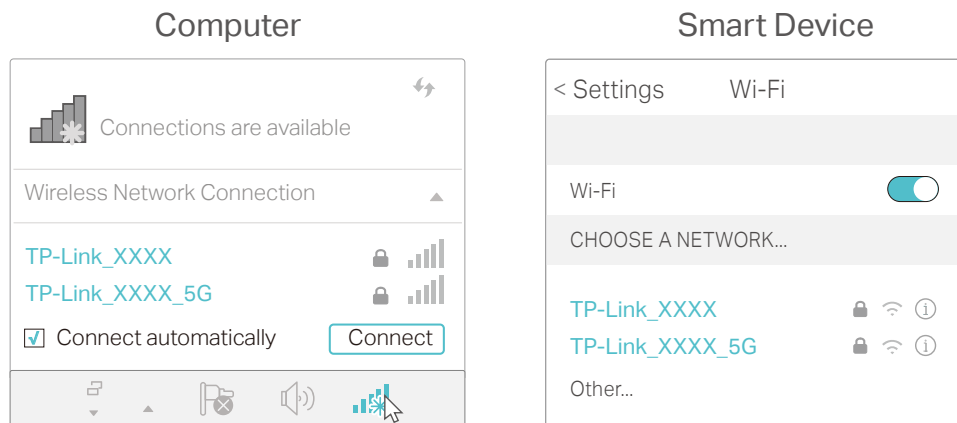 Computer
Connections are available
Wireless Network Connection
TP-Link_XXXX
TP-Link_XXXX_5G
Connect automatically
Connect
Smart Device
< Settings Wi-Fi
Wi-Fi
CHOOSE A NETWORK...
TP-Link_XXXX
TP-Link_XXXX_5G
Other...